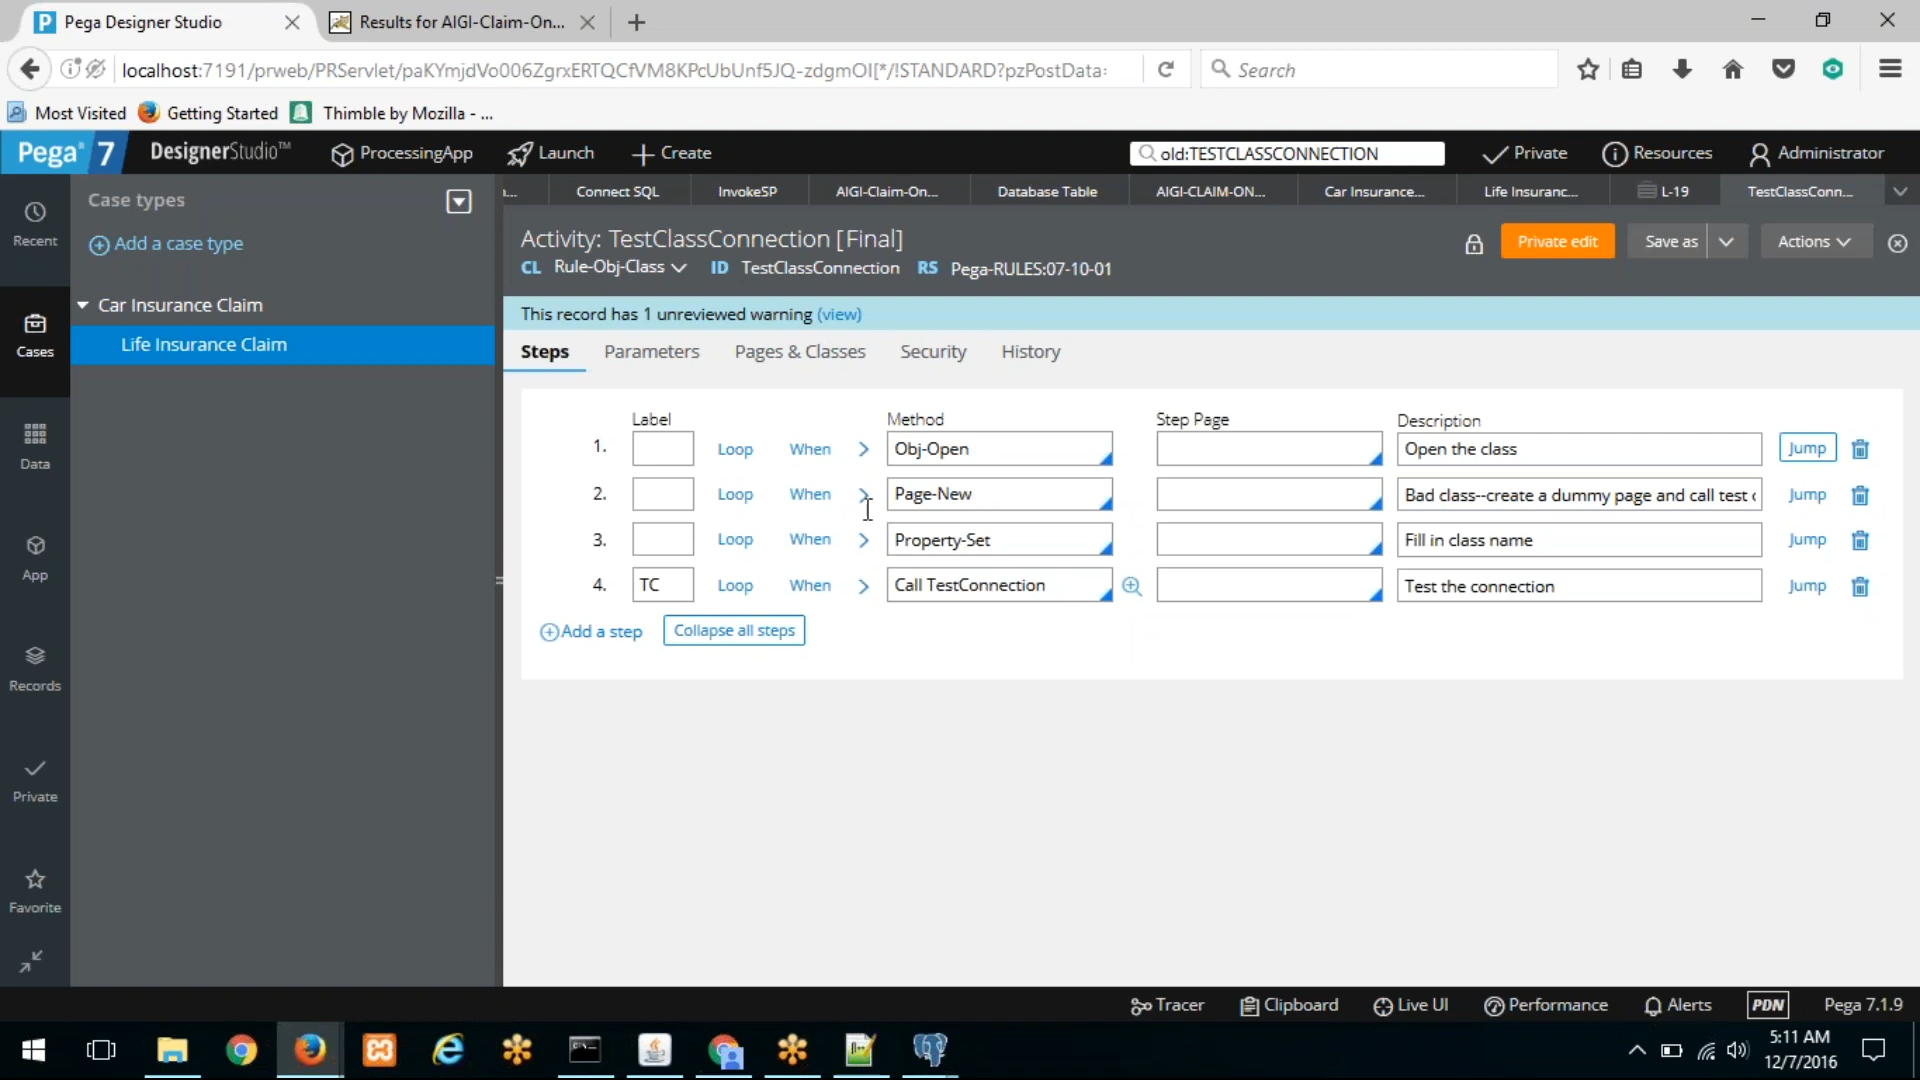 Pega Designer Studio
Results for AIGI-Claim-On...
localhost:7191/prweb/PRServlet/paKYmjdVo006ZgrxERTQCfVM8KPcUbUnf5JQ-zdgmOI[*/!STANDARD?pzPostData:
Search
Most Visited
Getting Started
Thimble by Mozilla - ...
Pega 7
DesignerStudio™
ProcessingApp
Launch
Create
old:TESTCLASSCONNECTION
Private
Resources
Administrator
Connect SQL
InvokeSP
AIGI-Claim-On...
Database Table
AIGI-CLAIM-ON...
Car Insurance...
Life Insuranc...
L-19
TestClassConn...
Recent
Cases
Data
App
Records
Private
Favorite
Case types
Add a case type
Car Insurance Claim
Life Insurance Claim
Activity: TestClassConnection [Final]
CL Rule-Obj-Class ID TestClassConnection RS Pega-RULES:07-10-01
Private edit
Save as
Actions
This record has 1 unreviewed warning (view)
Steps
Parameters
Pages & Classes
Security
History
Label
Method
Step Page
Description
1. Loop When Obj-Open Open the class Jump
2. Loop When Page-New Bad class--create a dummy page and call test Jump
3. Loop When Property-Set Fill in class name Jump
4. TC Loop When Call TestConnection Test the connection Jump
Add a step
Collapse all steps
Tracer
Clipboard
Live UI
Performance
Alerts
PDN
Pega 7.1.9
5:11 AM
12/7/2016